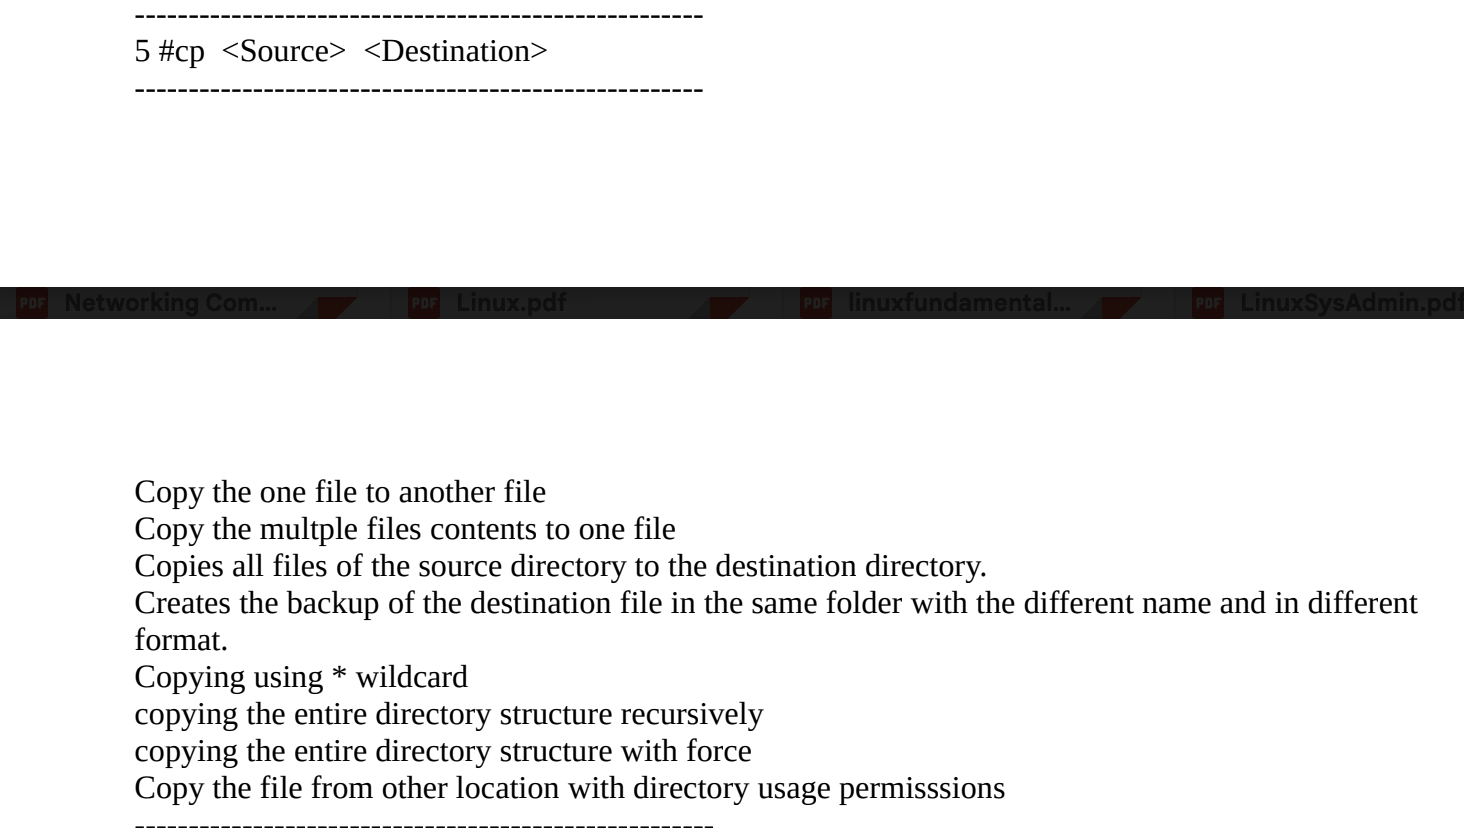 -----------------------------------------------------
5 #cp  <Source>  <Destination>
-----------------------------------------------------
PDF Networking Com... PDF Linux.pdf PDF linuxfundamental... PDF LinuxSysAdmin.pdf
Copy the one file to another file
Copy the multple files contents to one file
Copies all files of the source directory to the destination directory.
Creates the backup of the destination file in the same folder with the different name and in different
format.
Copying using * wildcard
copying the entire directory structure recursively
copying the entire directory structure with force
Copy the file from other location with directory usage permisssions
------------------------------------------------------